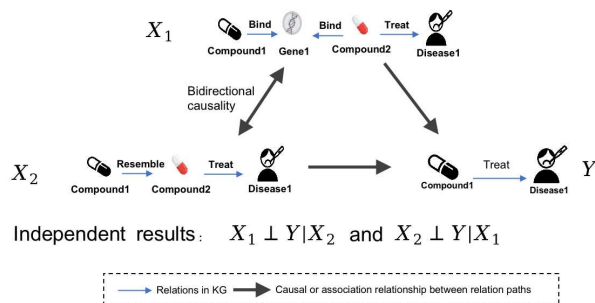 X₁
Bind Bind Treat
Compound1 Gene1 Compound2 Disease1
Bidirectional
causality
X₂
Resemble Treat
Compound1 Compound2 Disease1
Treat
Compound1 Disease1
Y
Independent results: X₁ ⊥ Y|X₂ and X₂ ⊥ Y|X₁
Relations in KG Causal or association relationship between relation paths